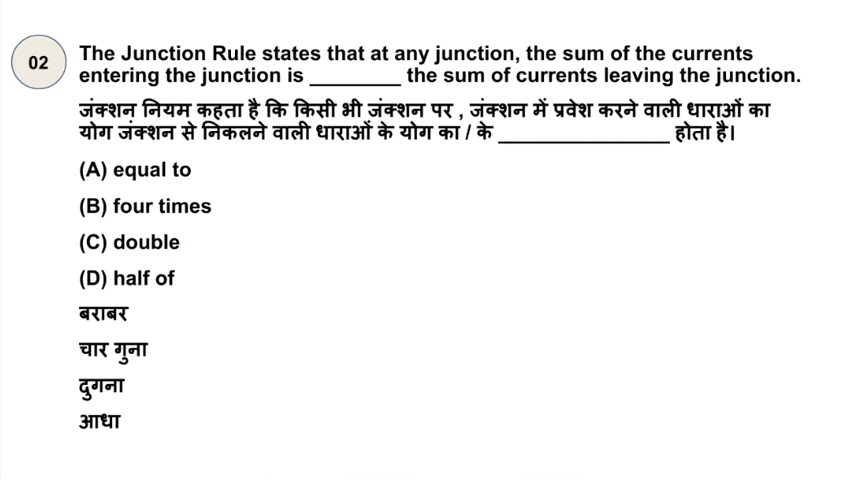 02
The Junction Rule states that at any junction, the sum of the currents
entering the junction is ________ the sum of currents leaving the junction.
जंक्शन नियम कहता है कि किसी भी जंक्शन पर , जंक्शन में प्रवेश करने वाली धाराओं का
योग जंक्शन से निकलने वाली धाराओं के योग का / के ________________ होता है।
(A) equal to
(B) four times
(C) double
(D) half of
बराबर
चार गुना
दुगना
आधा